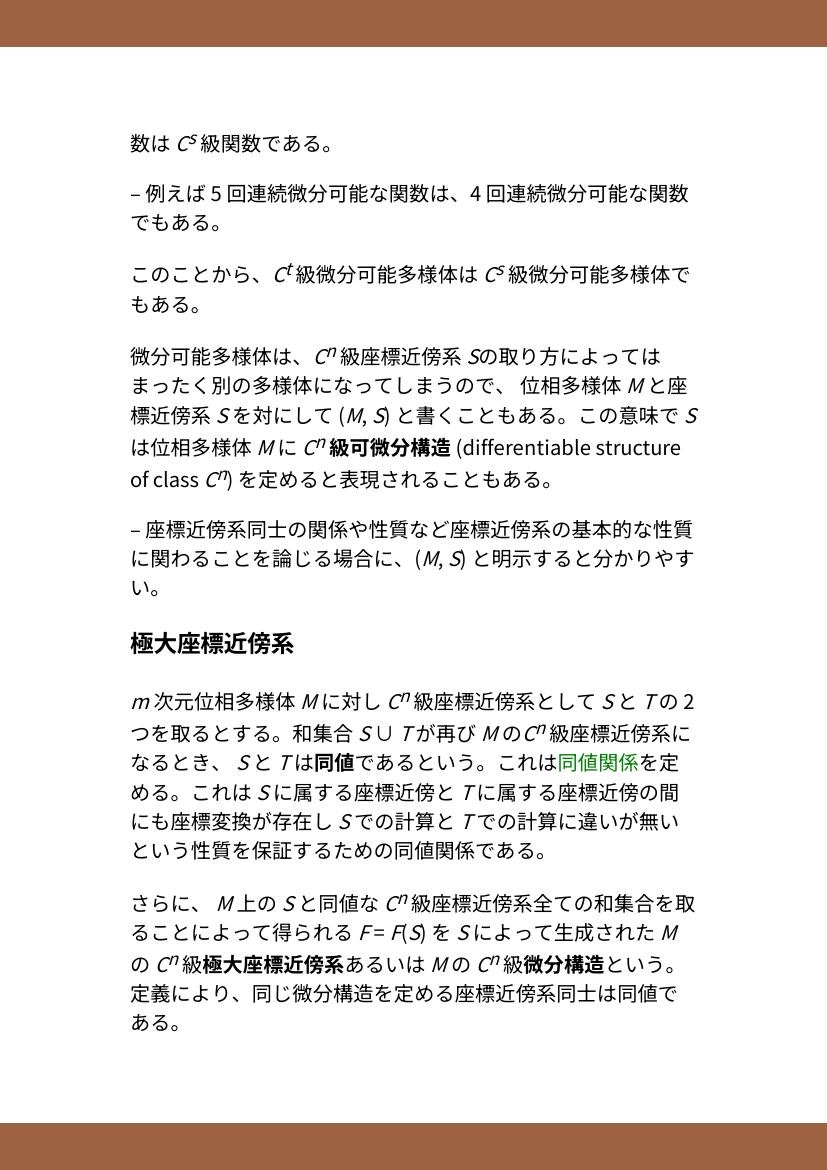 数は C^s 級関数である。
– 例えば 5 回連続微分可能な関数は、4 回連続微分可能な関数
でもある。
このことから、C^t 級微分可能多様体は C^s 級微分可能多様体で
もある。
微分可能多様体は、C^n 級座標近傍系 Sの取り方によっては
まったく別の多様体になってしまうので、 位相多様体 M と座
標近傍系 S を対にして (M, S) と書くこともある。この意味で S
は位相多様体 M に C^n 級可微分構造 (differentiable structure
of class C^n) を定めると表現されることもある。
– 座標近傍系同士の関係や性質など座標近傍系の基本的な性質
に関わることを論じる場合に、(M, S) と明示すると分かりやす
い。
極大座標近傍系
m 次元位相多様体 M に対し C^n 級座標近傍系として S と T の 2
つを取るとする。和集合 S ∪ T が再び M のC^n 級座標近傍系に
なるとき、 S と T は同値であるという。これは同値関係を定
める。これは S に属する座標近傍と T に属する座標近傍の間
にも座標変換が存在し S での計算と T での計算に違いが無い
という性質を保証するための同値関係である。
さらに、 M 上の S と同値な C^n 級座標近傍系全ての和集合を取
ることによって得られる F = F(S) を S によって生成された M
の C^n 級極大座標近傍系あるいは M の C^n 級微分構造という。
定義により、同じ微分構造を定める座標近傍系同士は同値で
ある。